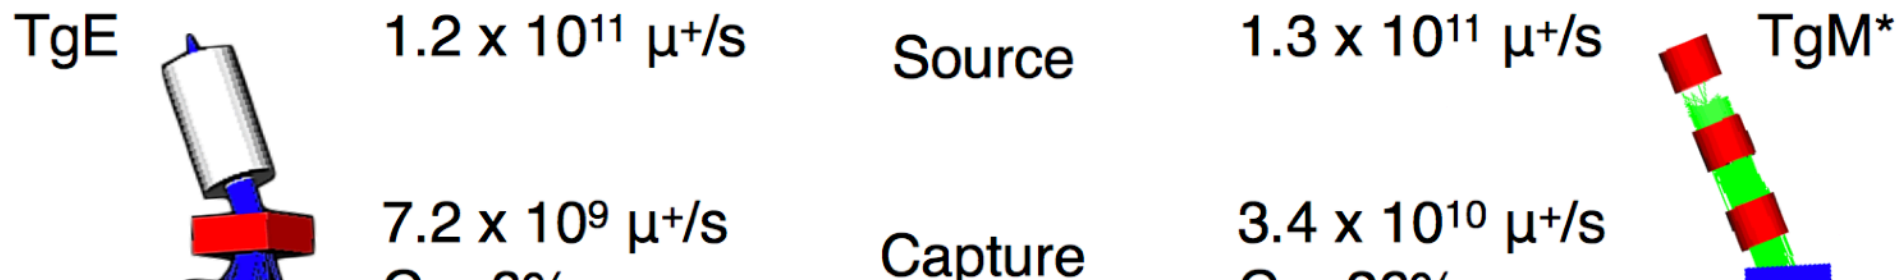 TgE 1.2 x 10¹¹ μ⁺/s Source 1.3 x 10¹¹ μ⁺/s TgM*
7.2 x 10⁹ μ⁺/s Capture 3.4 x 10¹⁰ μ⁺/s